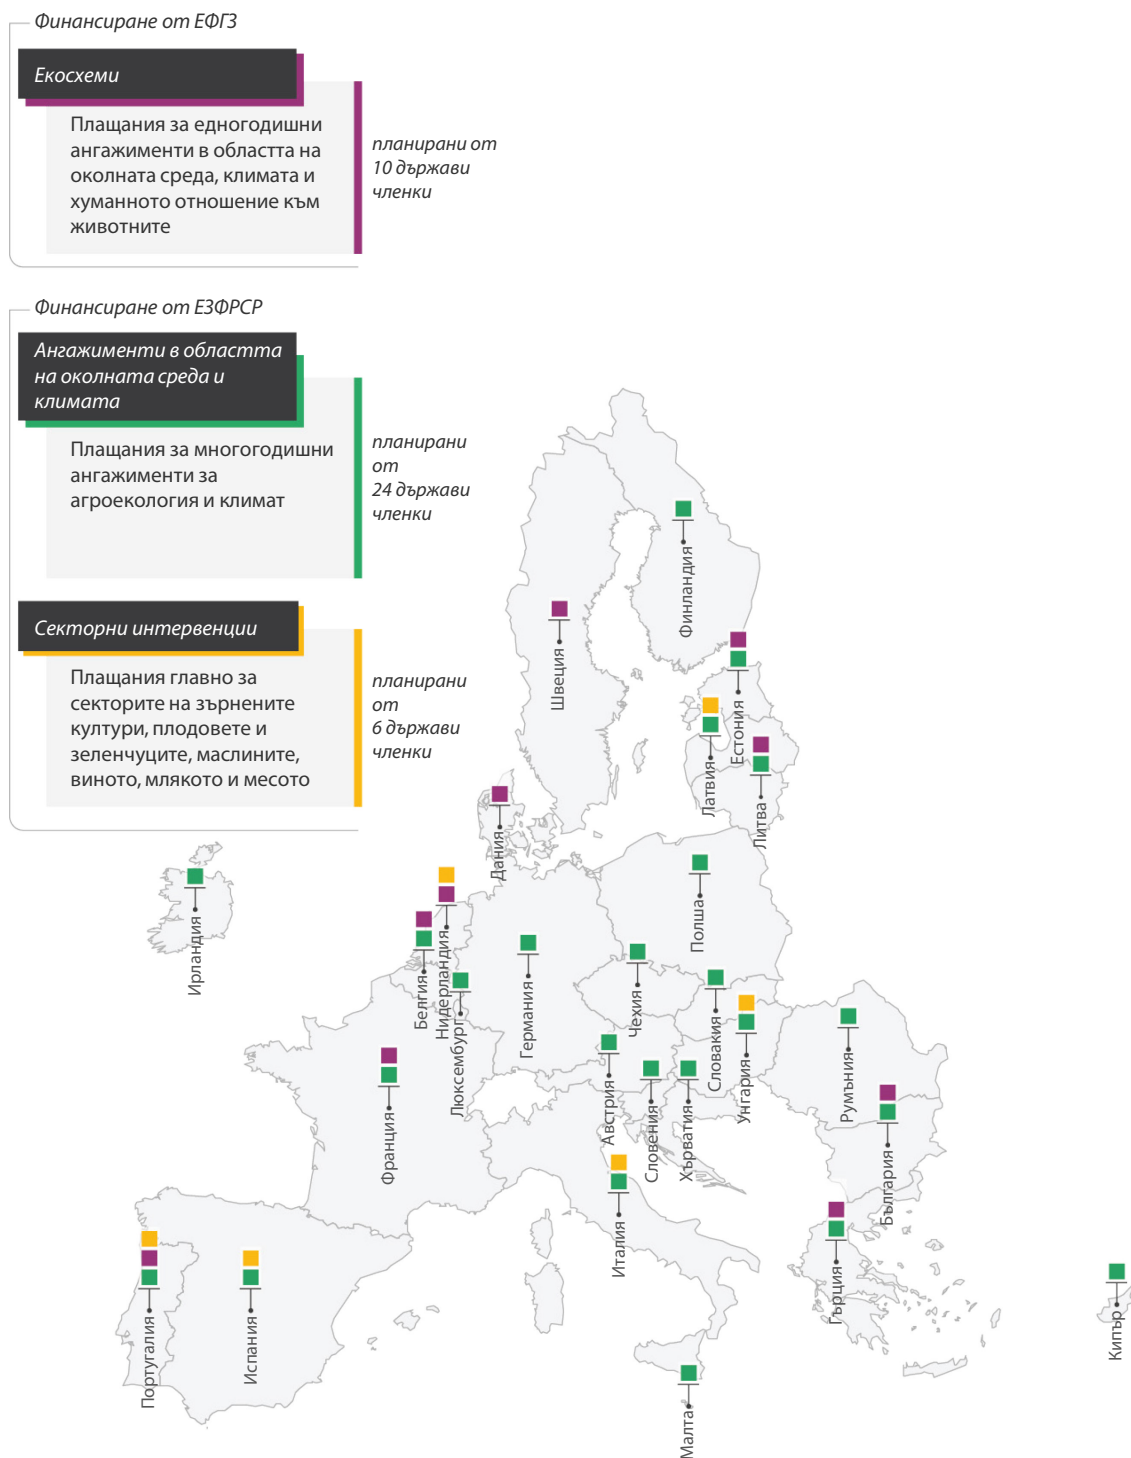 Финансиране от ЕФГЗ
Екосхеми
Плащания за едногодишни
ангажименти в областта на
околната среда, климата и
хуманното отношение към
животните
планирани от
10 държави
членки
Финансиране от ЕЗФРСР
Ангажименти в областта
на околната среда и
климата
Плащания за многогодишни
ангажименти за
агроекология и климат
планирани
от
24 държави
членки
Секторни интервенции
Плащания главно за
секторите на зърнените
култури, плодовете и
зеленчуците, маслините,
виното, млякото и месото
планирани
от
6 държави
членки
Финландия
Швеция
Естония
Латвия
Литва
Дания
Ирландия
Полша
Белгия
Нидерландия
Люксембург
Германия
Чехия
Словакия
Унгария
Румъния
Франция
Австрия
Словения
Хърватия
България
Италия
Гърция
Португалия
Испания
Кипър
Малта